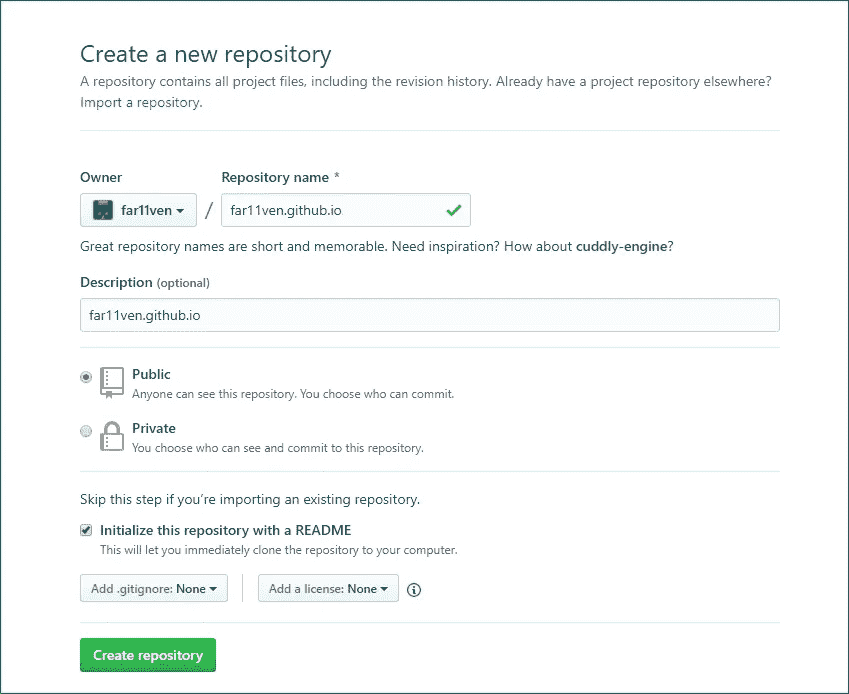 Create a new repository
A repository contains all project files, including the revision history. Already have a project repository elsewhere?
Import a repository.
Owner
Repository name *
far11ven
/
far11ven.github.io
Great repository names are short and memorable. Need inspiration? How about cuddly-engine?
Description (optional)
far11ven.github.io
Public
Anyone can see this repository. You choose who can commit.
Private
You choose who can see and commit to this repository.
Skip this step if you’re importing an existing repository.
Initialize this repository with a README
This will let you immediately clone the repository to your computer.
Add .gitignore: None
Add a license: None
Create repository